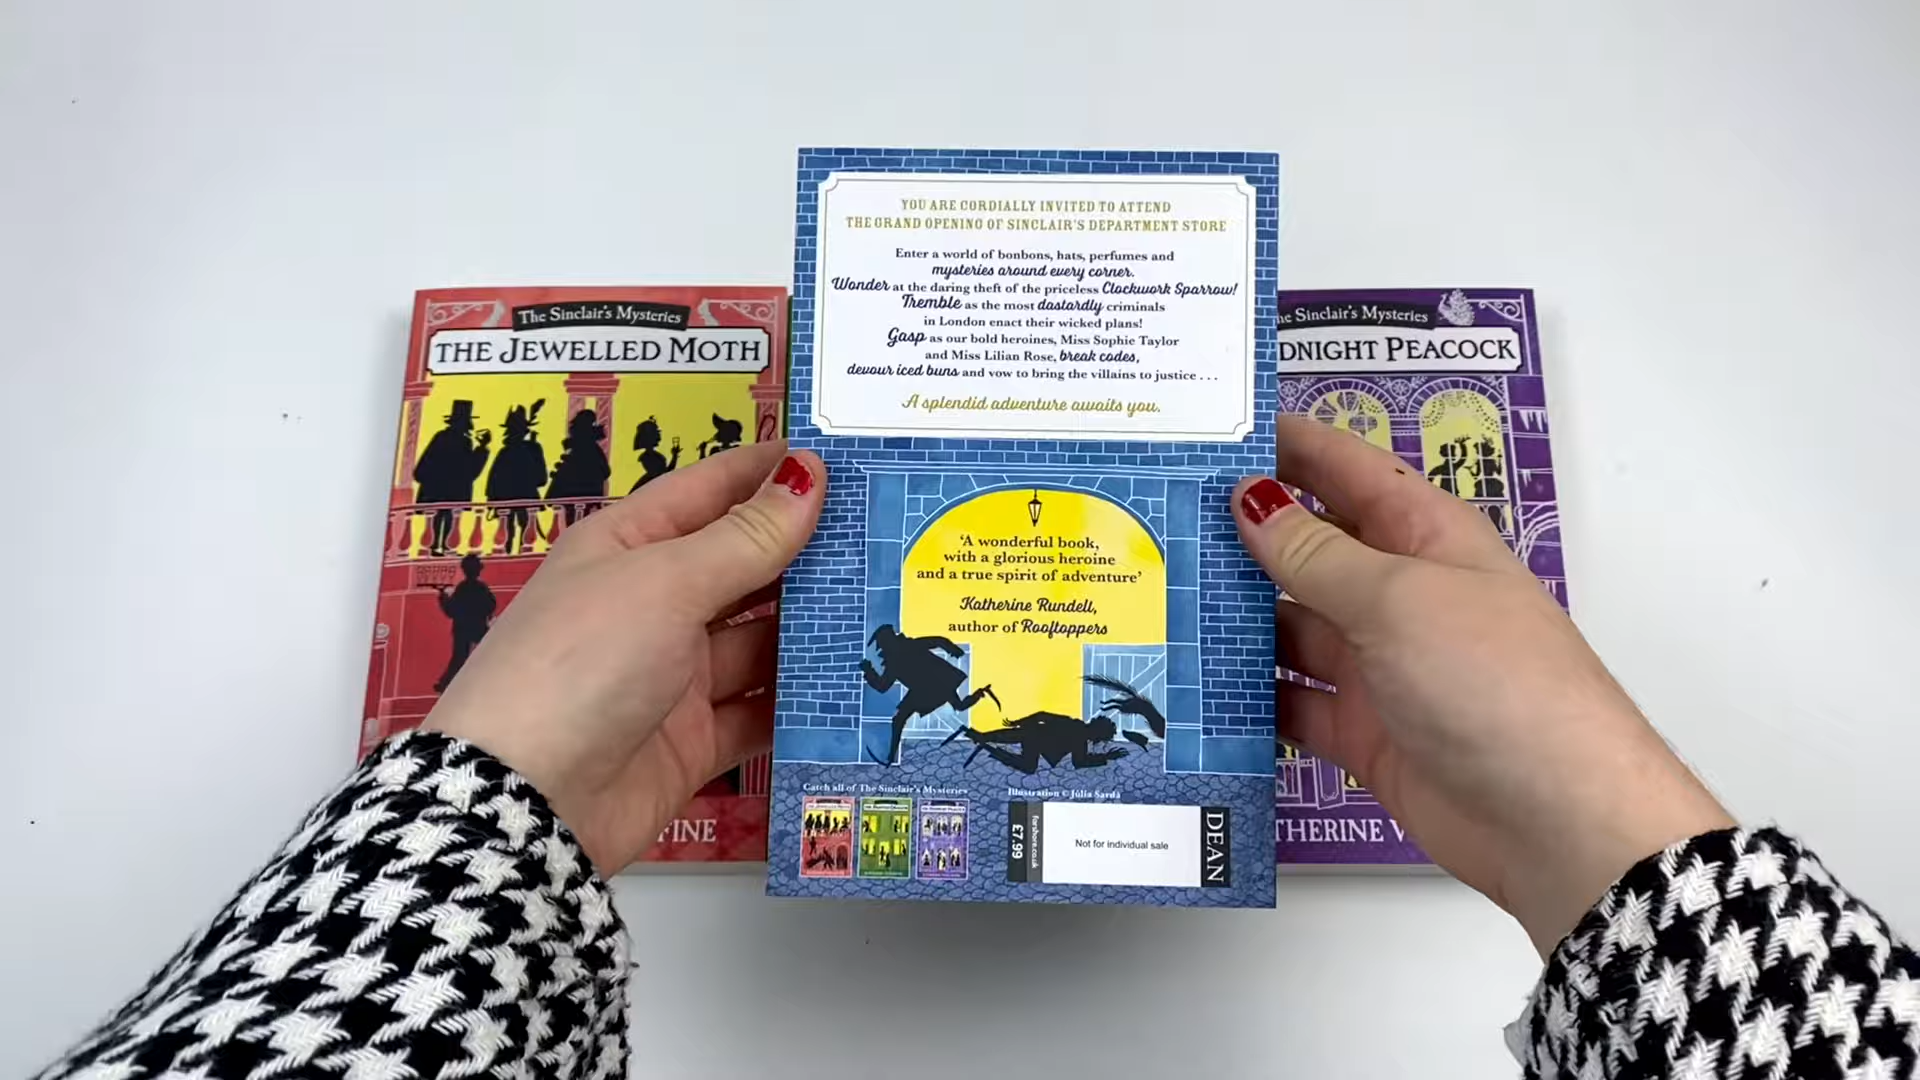 The Sinclair's Mysteries
THE JEWELLED MOTH
FINE
YOU ARE CORDIALLY INVITED TO ATTEND
THE GRAND OPENING OF SINCLAIR'S DEPARTMENT STORE
Enter a world of bonbons, hats, perfumes and
mysteries around every corner.
Wonder at the daring theft of the priceless Clockwork Sparrow!
Tremble as the most dastardly criminals
in London enact their wicked plans!
Gasp as our bold heroines, Miss Sophie Taylor
and Miss Lilian Rose, break codes,
devour iced buns and vow to bring the villains to justice . . .
A splendid adventure awaits you.
'A wonderful book,
with a glorious heroine
and a true spirit of adventure'
Katherine Rundell,
author of Rooftoppers
Catch all of The Sinclair's Mysteries
Illustration © Júlia Sardà
£7.99
farshore.co.uk
Not for individual sale
DEAN
he Sinclair's Mysteries
DNIGHT PEACOCK
THERINE W